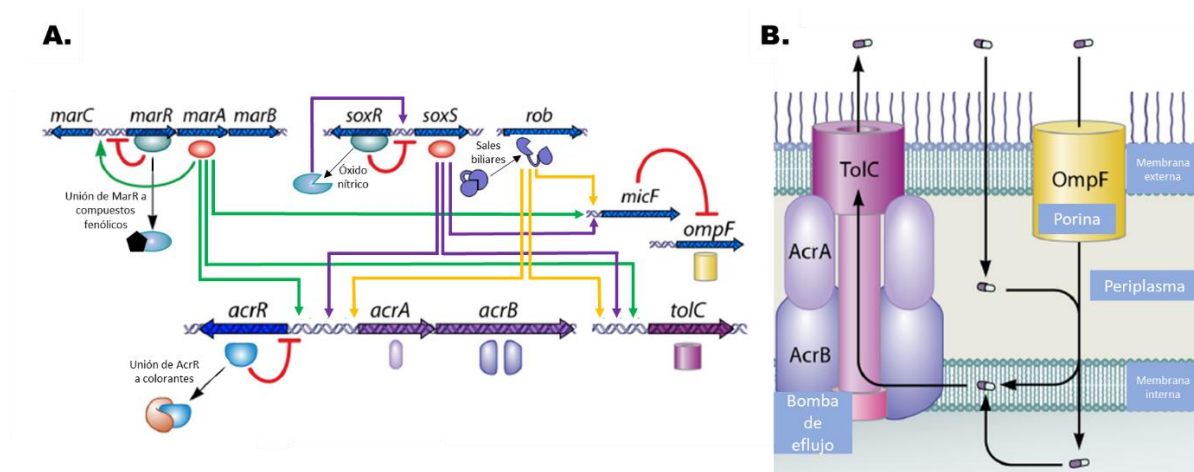 A.
marC
marR
marA
marB
soxR
soxS
rob
Óxido
nítrico
Sales
biliares
Unión de MarR a
compuestos
fenólicos
micF
ompF
acrR
acrA
acrB
tolC
Unión de AcrR
a colorantes
B.
TolC
OmpF
Porina
Membrana
externa
AcrA
Periplasma
AcrB
Bomba
de
eflujo
Membrana
interna